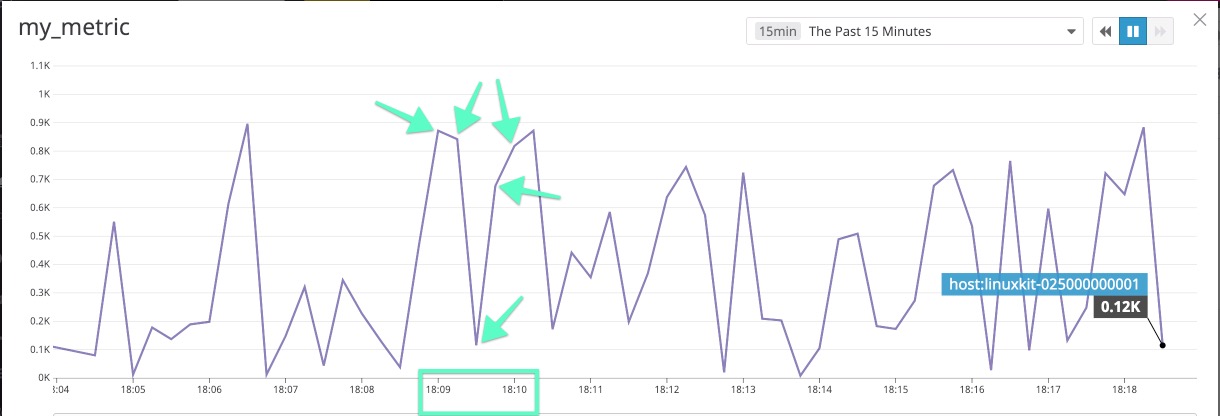 my_metric
15min The Past 15 Minutes
1.1K
1K
0.9K
0.8K
0.7K
0.6K
0.5K
0.4K
0.3K
0.2K
0.1K
0K
host:linuxkit-025000000001
0.12K
:04 18:05 18:06 18:07 18:08 18:09 18:10 18:11 18:12 18:13 18:14 18:15 18:16 18:17 18:18